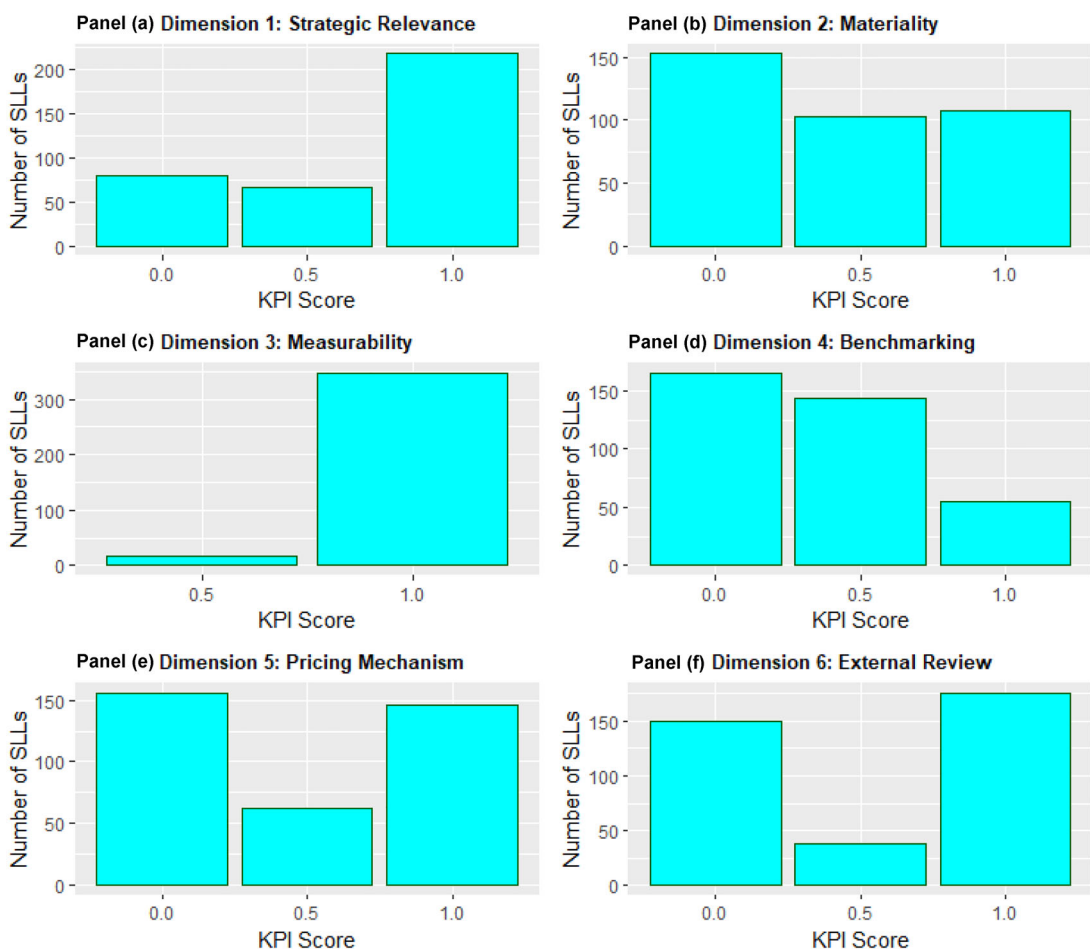 Panel (a) Dimension 1: Strategic Relevance
Number of SLLs
200
150
100
50
0
0.0 0.5 1.0
KPI Score
Panel (b) Dimension 2: Materiality
Number of SLLs
150
100
50
0
0.0 0.5 1.0
KPI Score
Panel (c) Dimension 3: Measurability
Number of SLLs
300
200
100
0
0.5 1.0
KPI Score
Panel (d) Dimension 4: Benchmarking
Number of SLLs
150
100
50
0
0.0 0.5 1.0
KPI Score
Panel (e) Dimension 5: Pricing Mechanism
Number of SLLs
150
100
50
0
0.0 0.5 1.0
KPI Score
Panel (f) Dimension 6: External Review
Number of SLLs
150
100
50
0
0.0 0.5 1.0
KPI Score